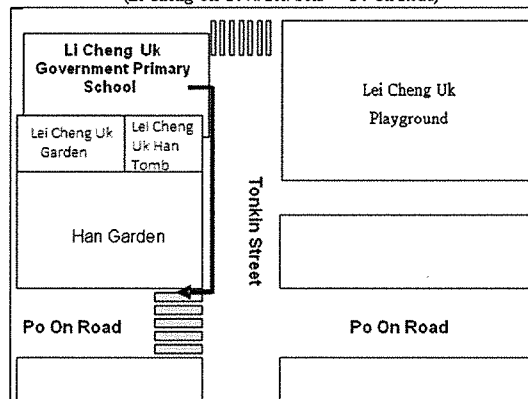 Li Cheng Uk
Government Primary
School
Lei Cheng Uk
Garden
Lei Cheng
Uk Han
Tomb
Lei Cheng Uk
Playground
Han Garden
Tonkin Street
Po On Road
Po On Road